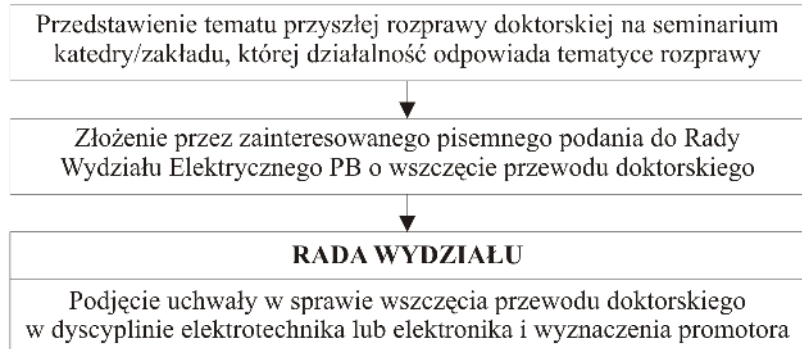 Przedstawienie tematu przyszłej rozprawy doktorskiej na seminarium
katedry/zakładu, której działalność odpowiada tematyce rozprawy
Złożenie przez zainteresowanego pisemnego podania do Rady
Wydziału Elektrycznego PB o wszczęcie przewodu doktorskiego
RADA WYDZIAŁU
Podjęcie uchwały w sprawie wszczęcia przewodu doktorskiego
w dyscyplinie elektrotechnika lub elektronika i wyznaczenia promotora